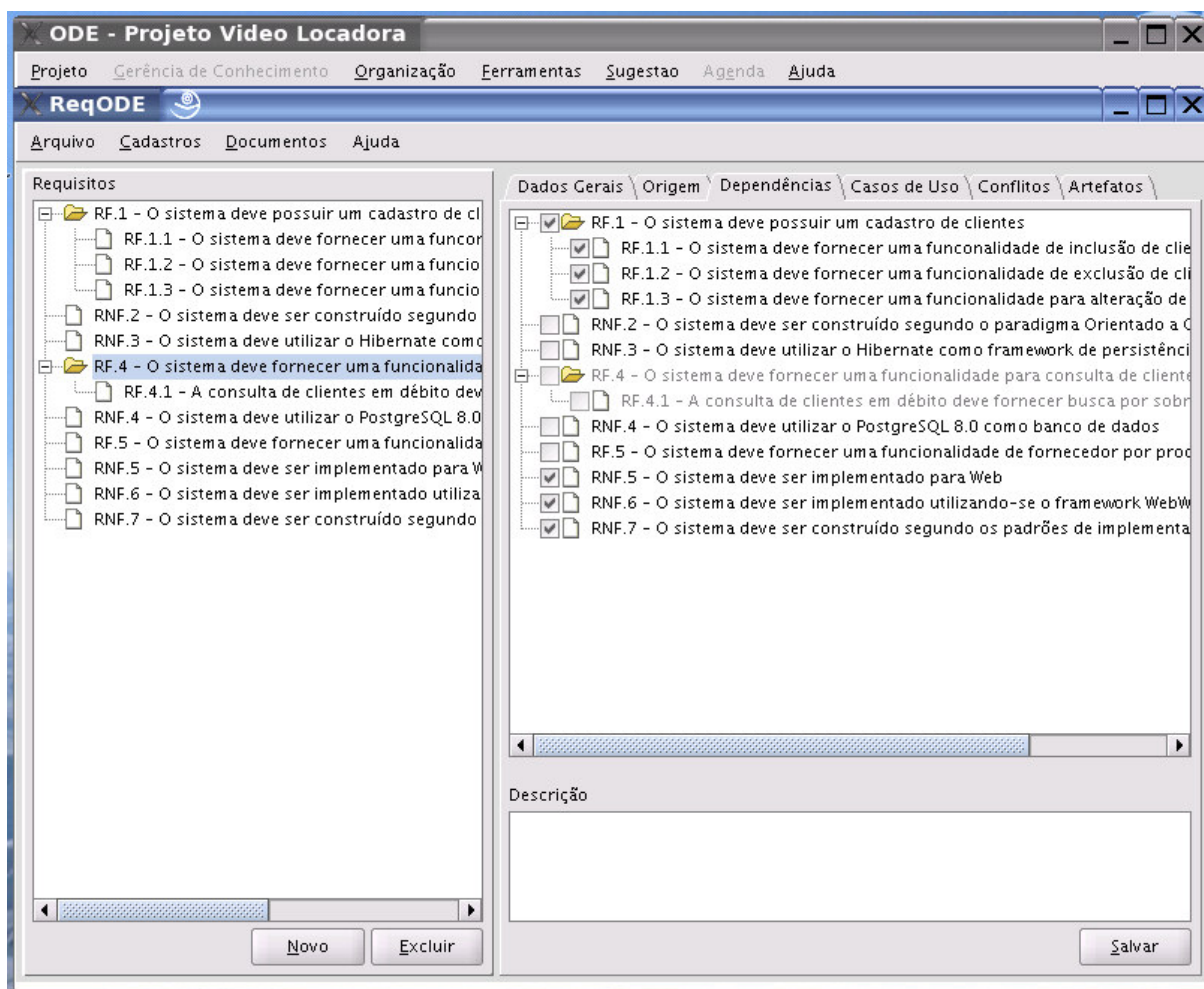 ODE - Projeto Video Locadora
Projeto Gerência de Conhecimento Organização Ferramentas Sugestao Agenda Ajuda
ReqODE
Arquivo Cadastros Documentos Ajuda
Requisitos
RF.1 - O sistema deve possuir um cadastro de cl
RF.1.1 - O sistema deve fornecer uma funcor
RF.1.2 - O sistema deve fornecer uma funcio
RF.1.3 - O sistema deve fornecer uma funcio
RNF.2 - O sistema deve ser construído segundo
RNF.3 - O sistema deve utilizar o Hibernate como
RF.4 - O sistema deve fornecer uma funcionalida
RF.4.1 - A consulta de clientes em débito dev
RNF.4 - O sistema deve utilizar o PostgreSQL 8.0
RF.5 - O sistema deve fornecer uma funcionalida
RNF.5 - O sistema deve ser implementado para W
RNF.6 - O sistema deve ser implementado utiliza
RNF.7 - O sistema deve ser construído segundo
Novo Excluir
Dados Gerais Origem Dependências Casos de Uso Conflitos Artefatos
RF.1 - O sistema deve possuir um cadastro de clientes
RF.1.1 - O sistema deve fornecer uma funconalidade de inclusão de clie
RF.1.2 - O sistema deve fornecer uma funcionalidade de exclusão de cli
RF.1.3 - O sistema deve fornecer uma funcionalidade para alteração de
RNF.2 - O sistema deve ser construído segundo o paradigma Orientado a O
RNF.3 - O sistema deve utilizar o Hibernate como framework de persistênci
RF.4 - O sistema deve fornecer uma funcionalidade para consulta de cliente
RF.4.1 - A consulta de clientes em débito deve fornecer busca por sobr
RNF.4 - O sistema deve utilizar o PostgreSQL 8.0 como banco de dados
RF.5 - O sistema deve fornecer uma funcionalidade de fornecedor por proc
RNF.5 - O sistema deve ser implementado para Web
RNF.6 - O sistema deve ser implementado utilizando-se o framework WebW
RNF.7 - O sistema deve ser construído segundo os padrões de implementa
Descrição
Salvar